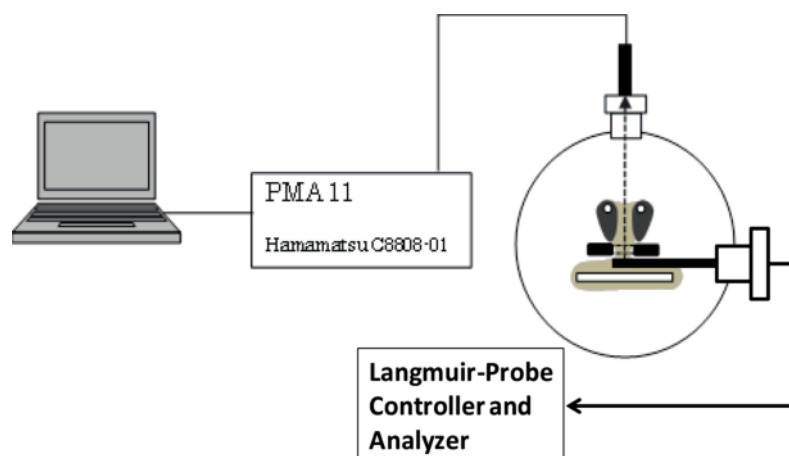 PMA 11
Hamamatsu C8808-01
Langmuir-Probe
Controller and
Analyzer